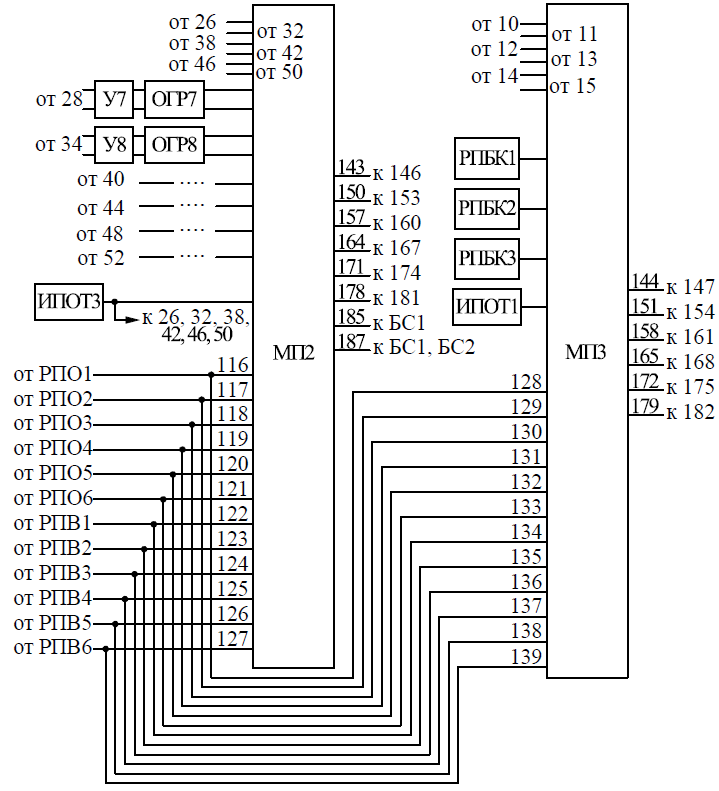 от 26
от 32
от 38
от 42
от 46
от 50
от 28 У7 ОГР7
от 34 У8 ОГР8
от 40 ....
от 44 ....
от 48 ....
от 52 ....
ИПОТ3
к 26, 32, 38,
42, 46, 50
МП2
143 к 146
150 к 153
157 к 160
164 к 167
171 к 174
178 к 181
185 к БС1
187 к БС1, БС2
от РПО1 116
от РПО2 117
от РПО3 118
от РПО4 119
от РПО5 120
от РПО6 121
от РПВ1 122
от РПВ2 123
от РПВ3 124
от РПВ4 125
от РПВ5 126
от РПВ6 127
от 10
от 11
от 12
от 13
от 14
от 15
РПБК1
РПБК2
РПБК3
ИПОТ1
МП3
144 к 147
151 к 154
158 к 161
165 к 168
172 к 175
179 к 182
128
129
130
131
132
133
134
135
136
137
138
139